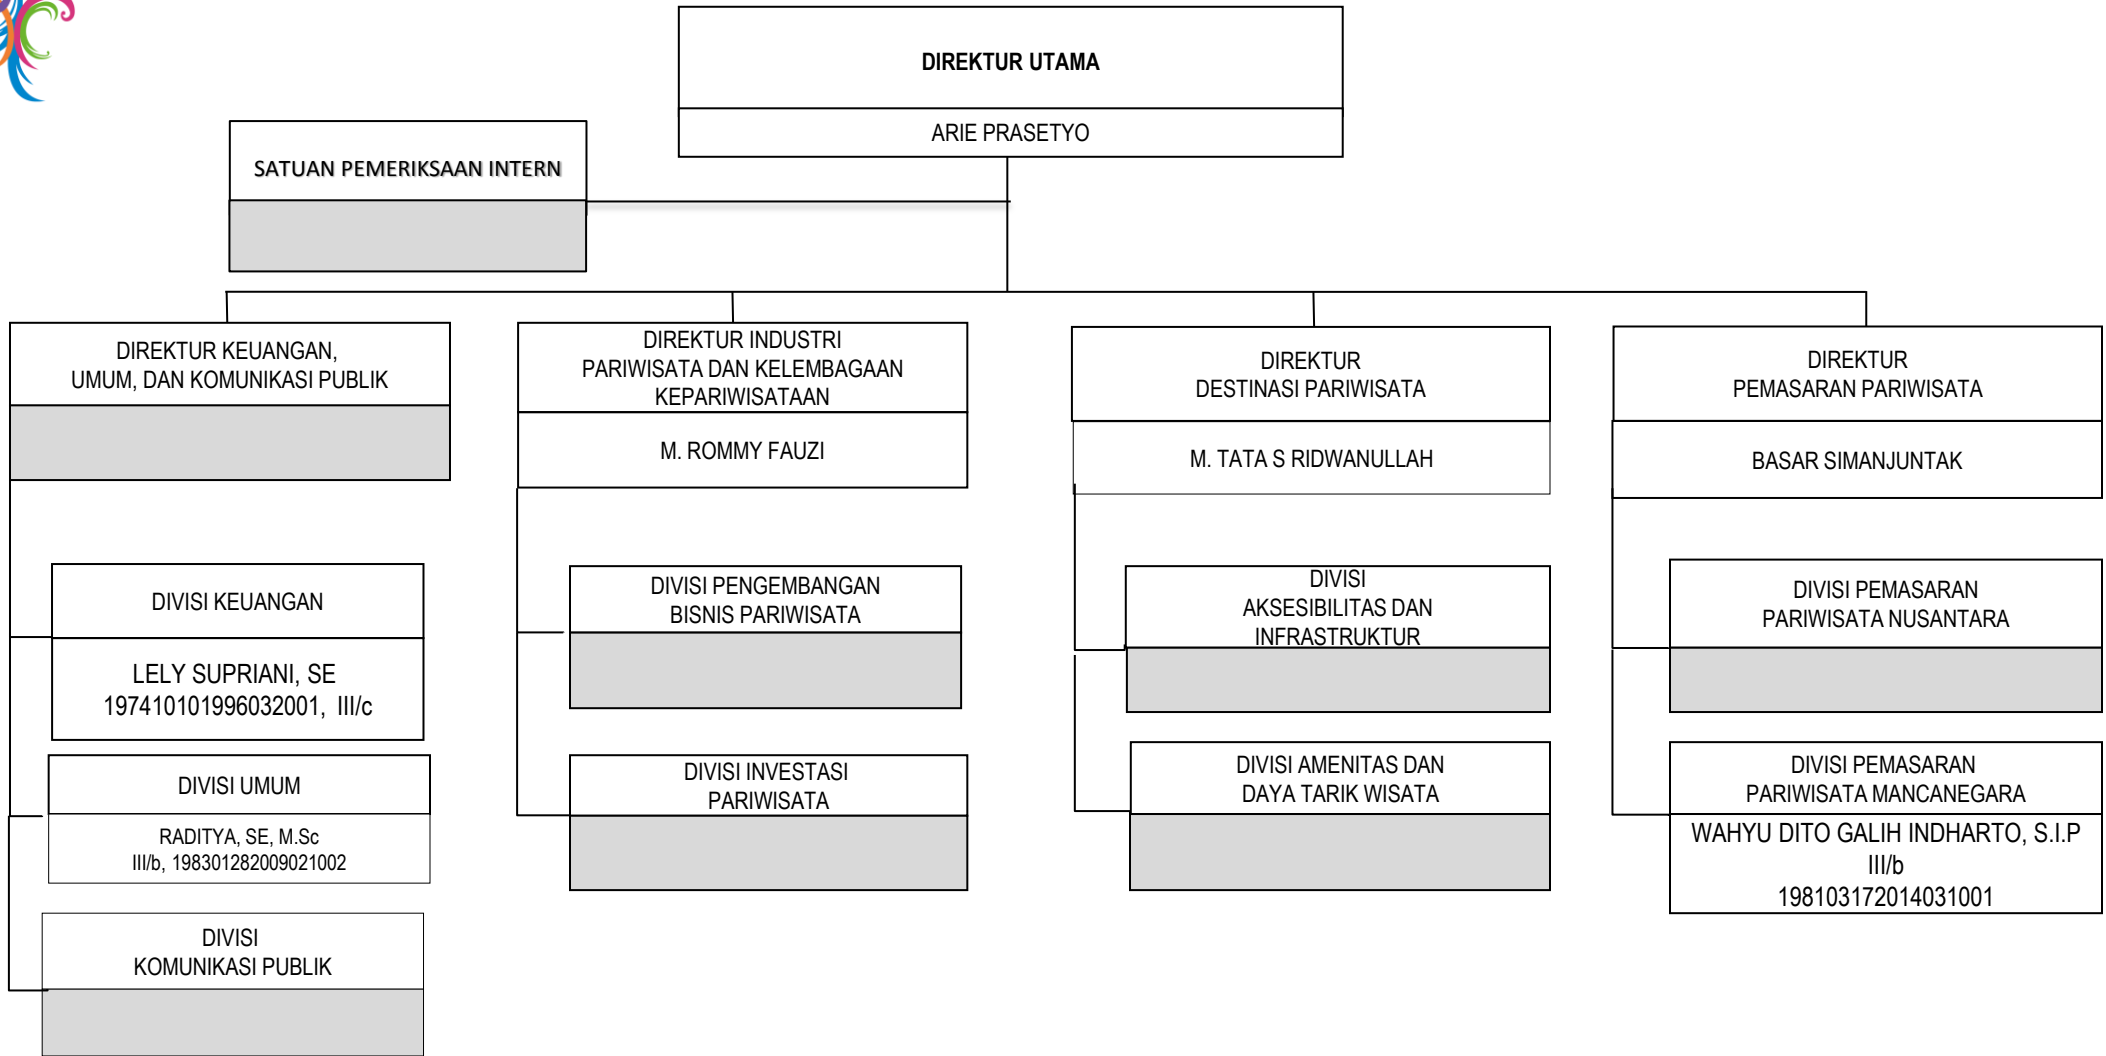 DIREKTUR UTAMA
ARIE PRASETYO
SATUAN PEMERIKSAAN INTERN
DIREKTUR KEUANGAN,
UMUM, DAN KOMUNIKASI PUBLIK
DIREKTUR INDUSTRI
PARIWISATA DAN KELEMBAGAAN
KEPARIWISATAAN
M. ROMMY FAUZI
DIREKTUR
DESTINASI PARIWISATA
M. TATA S RIDWANULLAH
DIREKTUR
PEMASARAN PARIWISATA
BASAR SIMANJUNTAK
DIVISI KEUANGAN
LELY SUPRIANI, SE
197410101996032001, III/c
DIVISI UMUM
RADITYA, SE, M.Sc
III/b, 198301282009021002
DIVISI
KOMUNIKASI PUBLIK
DIVISI PENGEMBANGAN
BISNIS PARIWISATA
DIVISI INVESTASI
PARIWISATA
DIVISI
AKSESIBILITAS DAN
INFRASTRUKTUR
DIVISI AMENITAS DAN
DAYA TARIK WISATA
DIVISI PEMASARAN
PARIWISATA NUSANTARA
DIVISI PEMASARAN
PARIWISATA MANCANEGARA
WAHYU DITO GALIH INDHARTO, S.I.P
III/b
198103172014031001